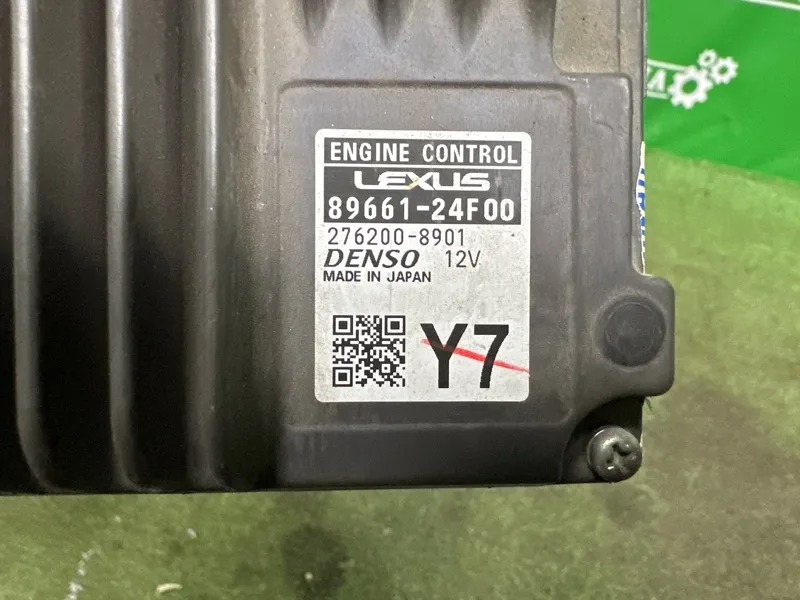 ENGINE CONTROL
LEXUS
89661-24F00
276200-8901
DENSO 12V
MADE IN JAPAN
Y7